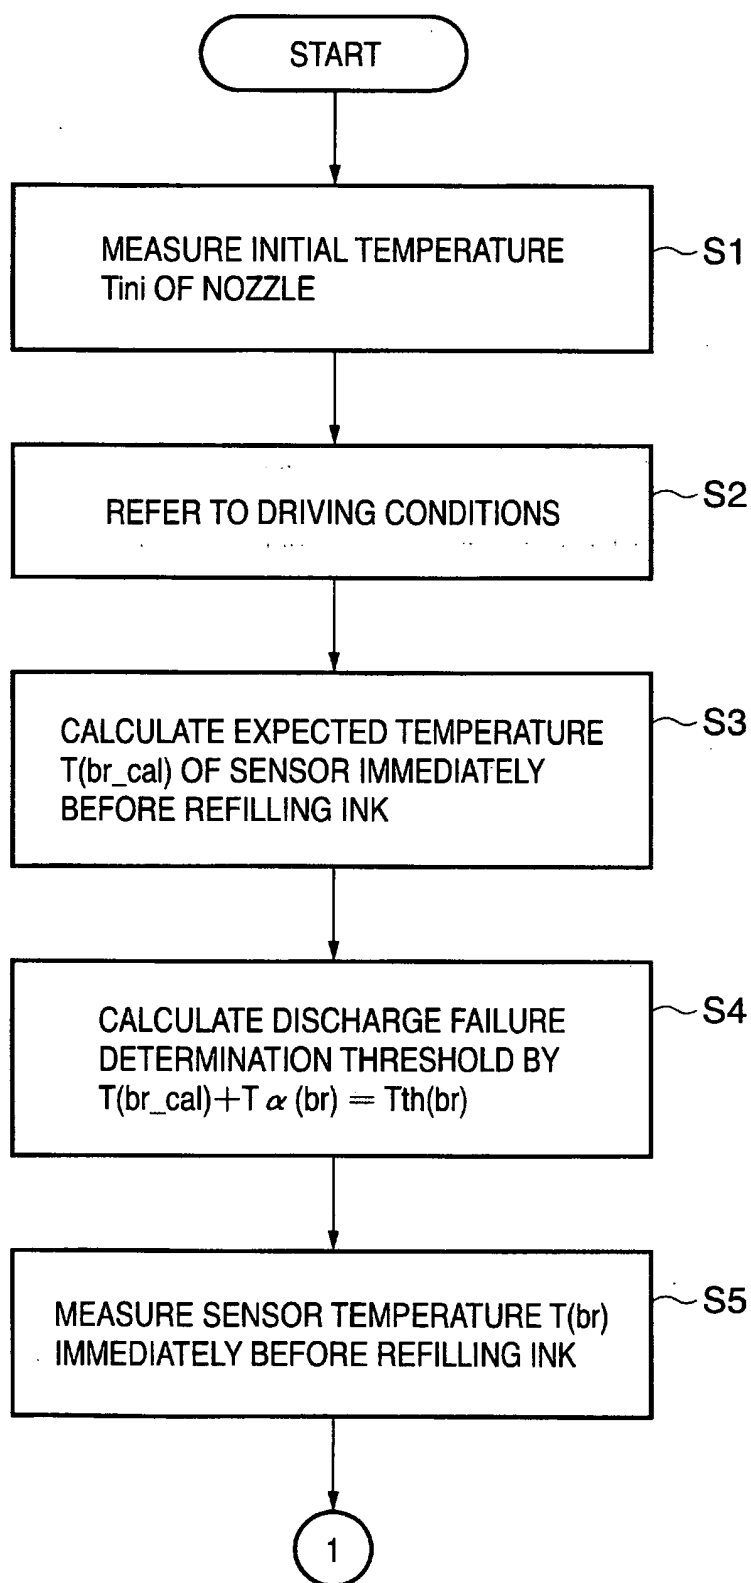 START
MEASURE INITIAL TEMPERATURE
Tini OF NOZZLE
S1
REFER TO DRIVING CONDITIONS
S2
CALCULATE EXPECTED TEMPERATURE
T(br_cal) OF SENSOR IMMEDIATELY
BEFORE REFILLING INK
S3
CALCULATE DISCHARGE FAILURE
DETERMINATION THRESHOLD BY
T(br_cal)+T α (br) = Tth(br)
S4
MEASURE SENSOR TEMPERATURE T(br)
IMMEDIATELY BEFORE REFILLING INK
S5
1